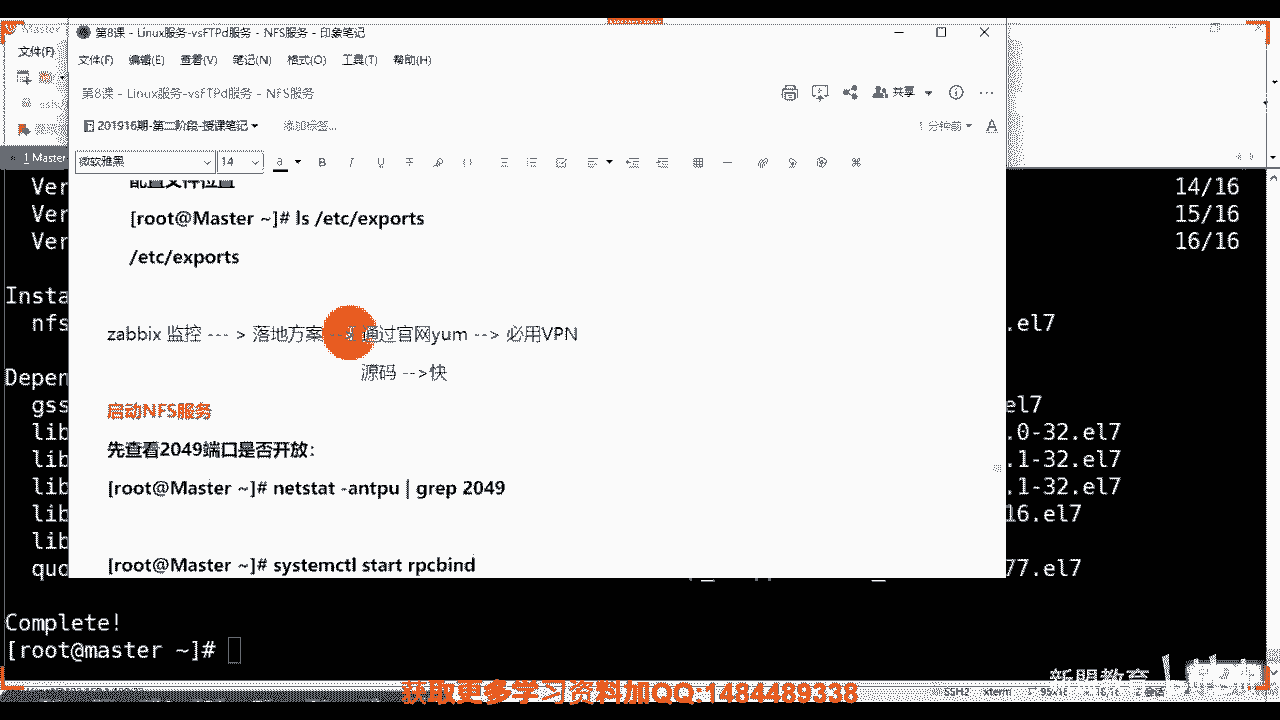 第8课 - Linux服务-vsFTPd服务 - NFS服务 - 印象笔记
文件(F) 编辑(E) 查看(V) 笔记(N) 格式(O) 工具(T) 帮助(H)
第8课 - Linux服务-vsFTPd服务 - NFS服务
共享
201916期-第二阶段-授课笔记
添加标签...
1 分钟前
微软雅黑 14
配置文件位置
[root@Master ~]# ls /etc/exports
/etc/exports
zabbix 监控 --- > 落地方案 ---> 通过官网yum --> 必用VPN
源码 -->快
启动NFS服务
先查看2049端口是否开放：
[root@Master ~]# netstat -antpu | grep 2049
[root@Master ~]# systemctl start rpcbind
Master
文件(F)
1 Master
Ver 14/16
Ver 15/16
Ver 16/16
Insta
nfs .el7
Depen
gss el7
lib .0-32.el7
lib .1-32.el7
lib .1-32.el7
lib 16.el7
quo 77.el7
Complete!
[root@master ~]#
新盟教育
获取更多学习资料加QQ:1484489338